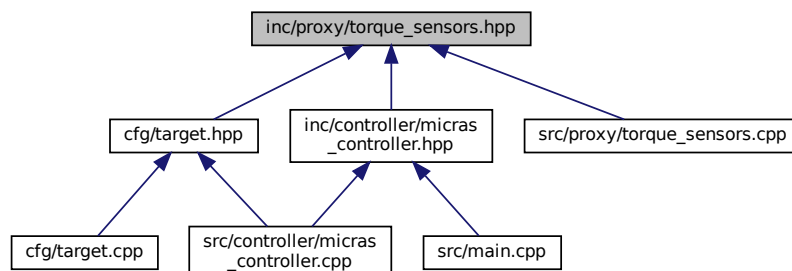 inc/proxy/torque_sensors.hpp
cfg/target.hpp
inc/controller/micras
_controller.hpp
src/proxy/torque_sensors.cpp
cfg/target.cpp
src/controller/micras
_controller.cpp
src/main.cpp